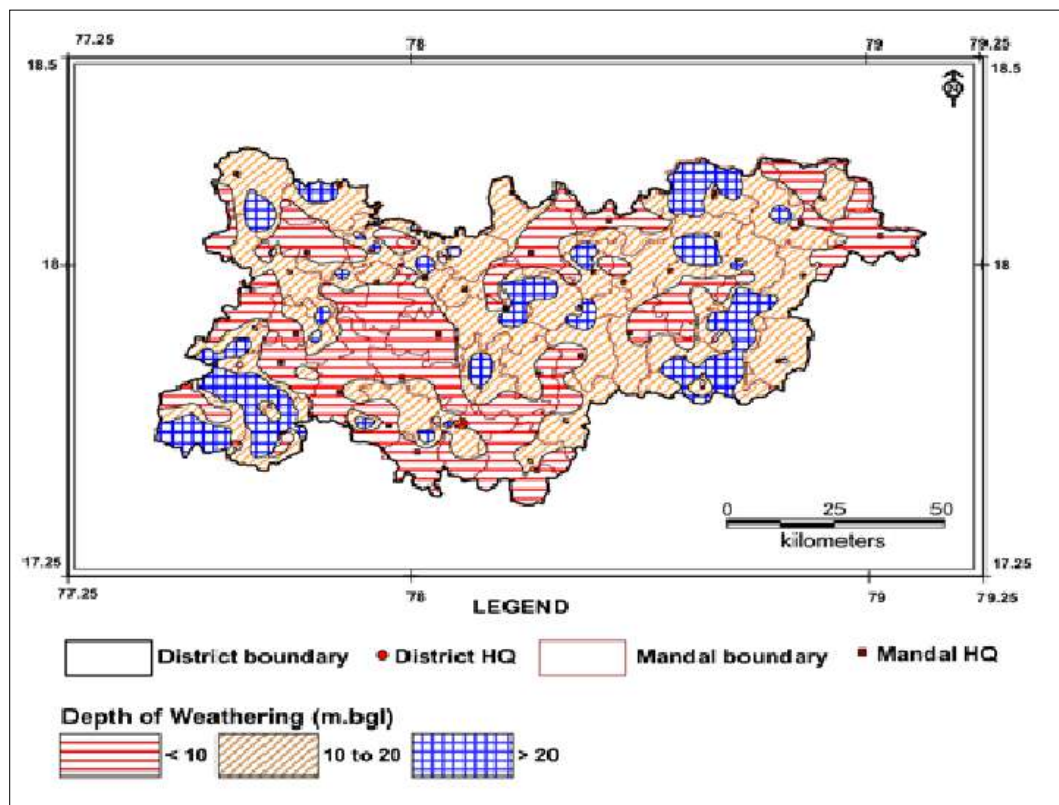 77.25 78 79 79.25
18.5 18.5
18 18
0 25 50
kilometers
17.25 17.25
77.25 78 79 79.25
LEGEND
District boundary District HQ Mandal boundary Mandal HQ
Depth of Weathering (m.bgl)
< 10 10 to 20 > 20